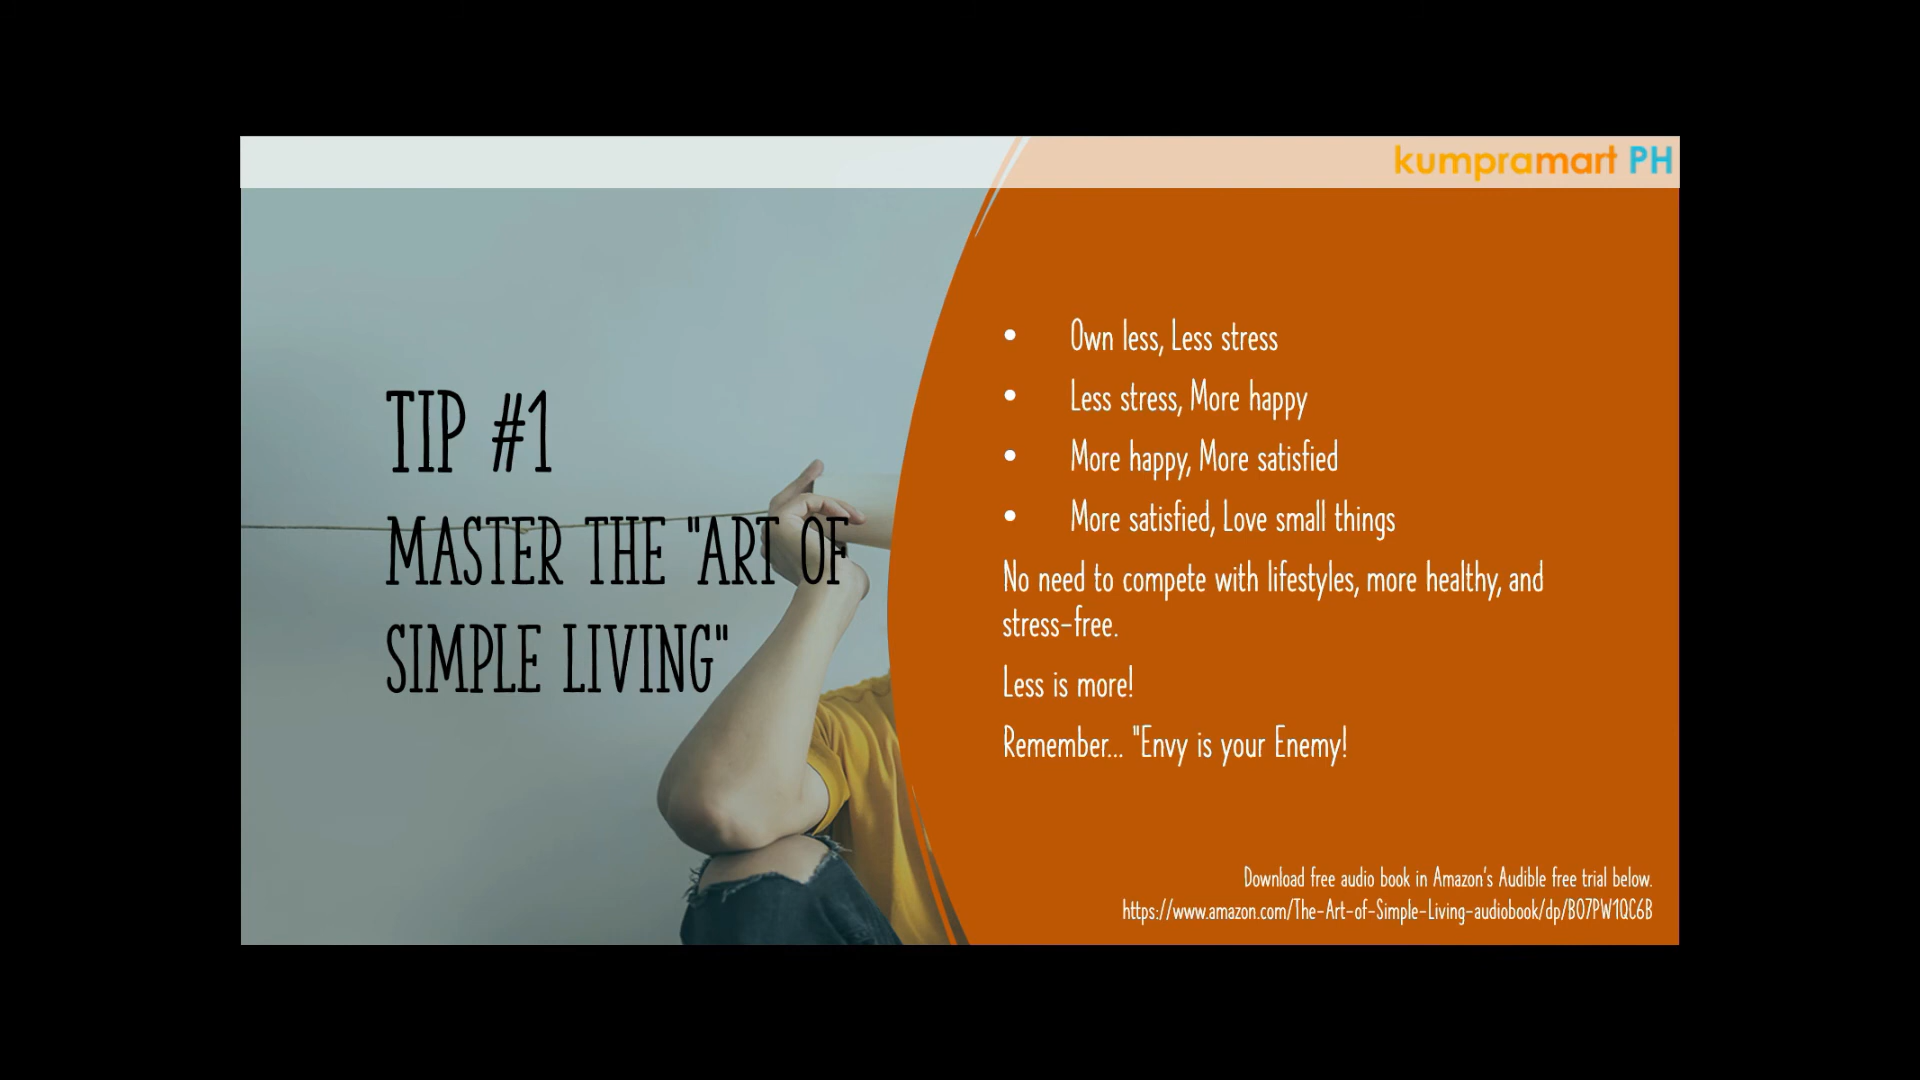 kumpramart PH
TIP #1
MASTER THE "ART OF
SIMPLE LIVING"
• Own less, Less stress
• Less stress, More happy
• More happy, More satisfied
• More satisfied, Love small things
No need to compete with lifestyles, more healthy, and
stress-free.
Less is more!
Remember... "Envy is your Enemy!
Download free audio book in Amazon's Audible free trial below.
https://www.amazon.com/The-Art-of-Simple-Living-audiobook/dp/B07PW1QC6B